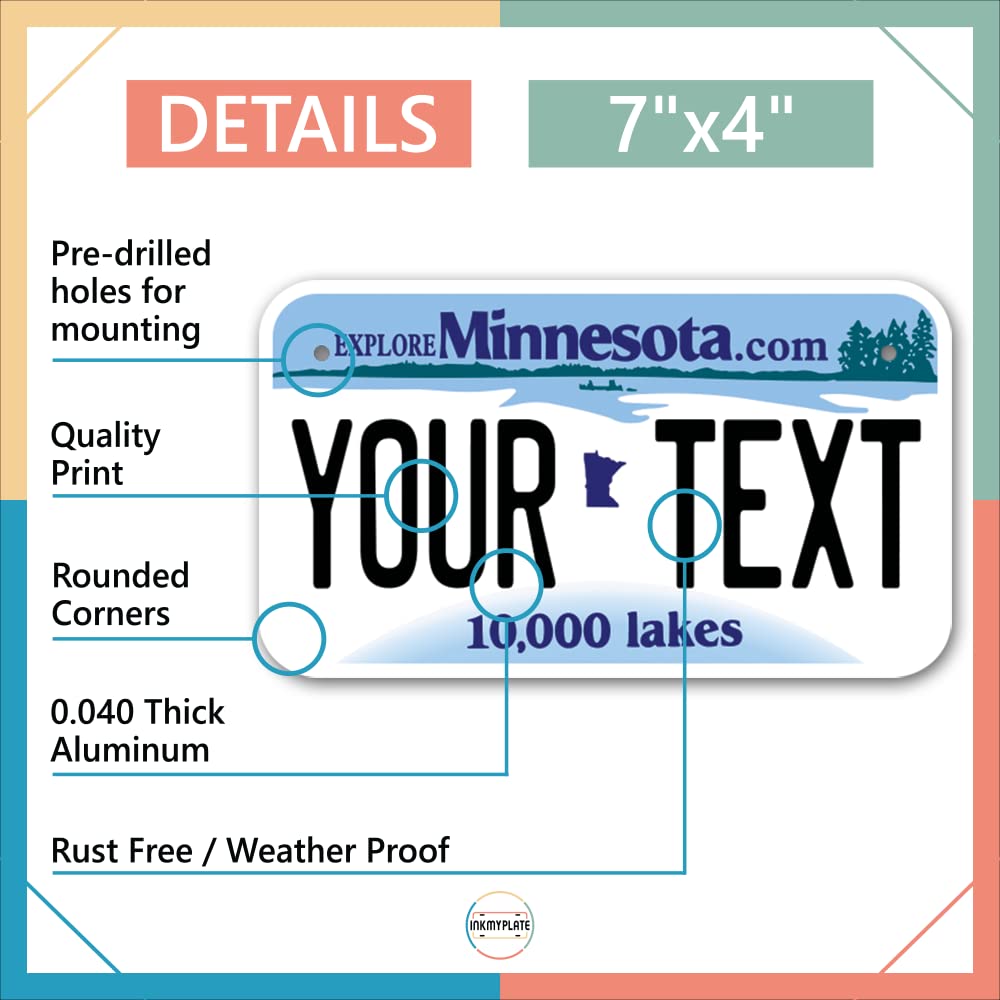 DETAILS
7"x4"
Pre-drilled
holes for
mounting
EXPLORE Minnesota.com
YOUR TEXT
10,000 lakes
Quality
Print
Rounded
Corners
0.040 Thick
Aluminum
Rust Free / Weather Proof
INKMYPLATE